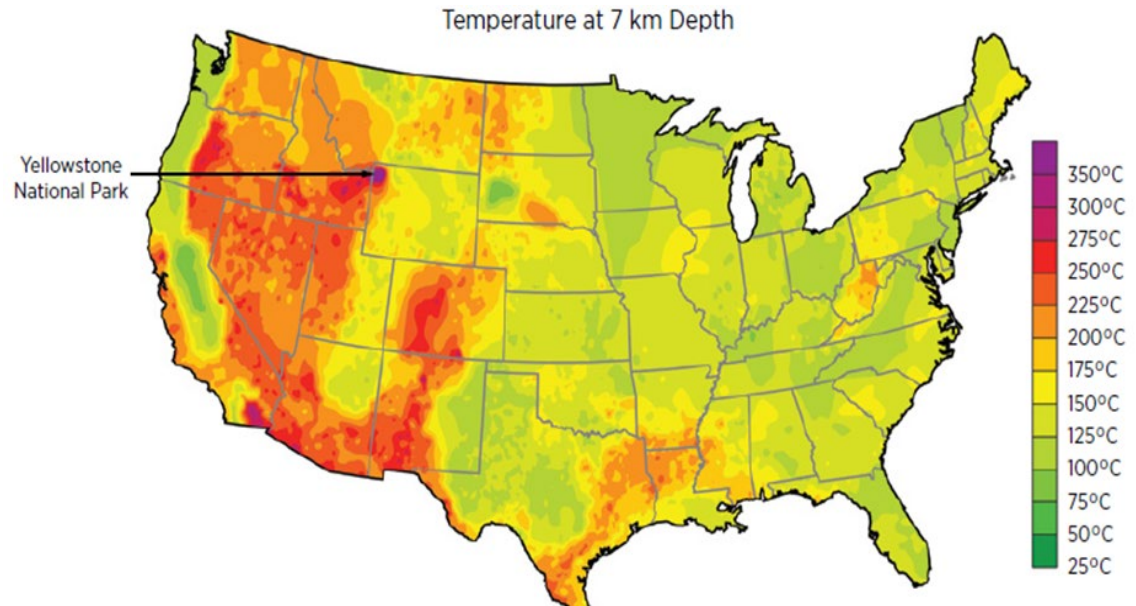 Temperature at 7 km Depth
Yellowstone
National Park
350ºC
300ºC
275ºC
250ºC
225ºC
200ºC
175ºC
150ºC
125ºC
100ºC
75ºC
50ºC
25ºC